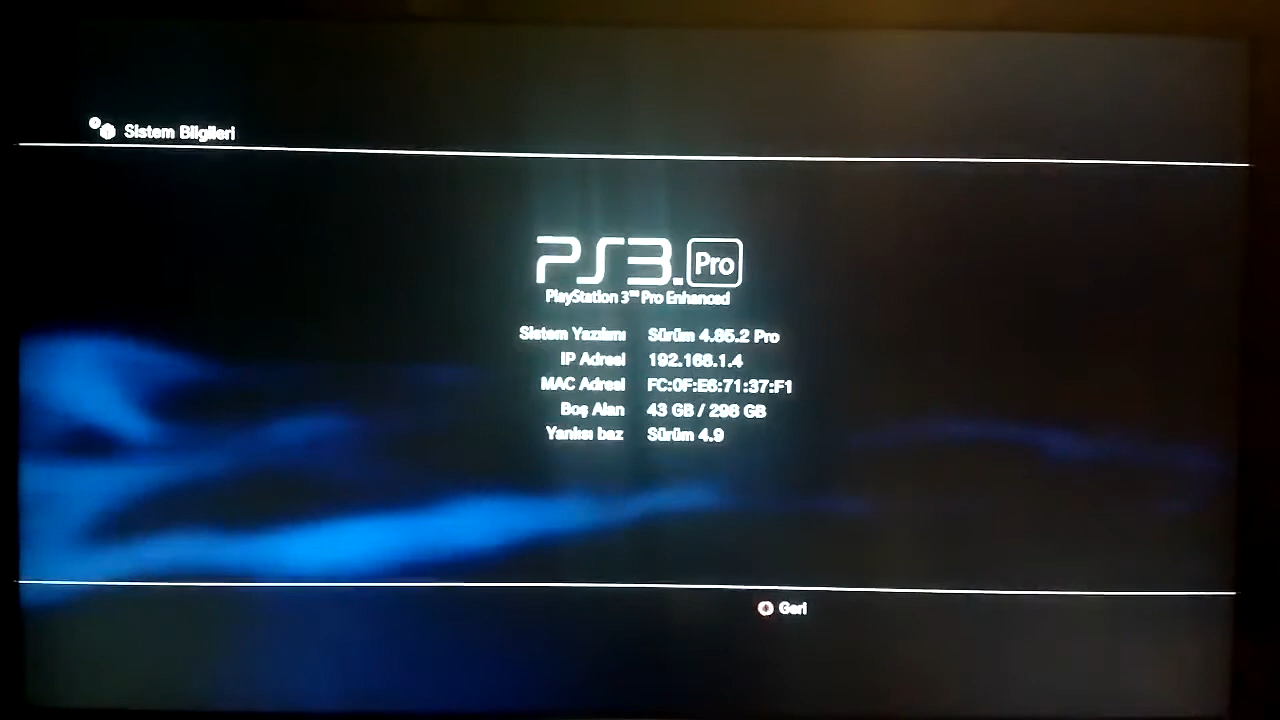 Sistem Bilgileri
PS3. Pro
PlayStation 3™ Pro Enhanced
Sistem Yazılımı Sürüm 4.85.2 Pro
IP Adresi 192.168.1.4
MAC Adresi FC:0F:E6:71:37:F1
Boş Alan 43 GB / 298 GB
Yankısı baz Sürüm 4.9
Geri